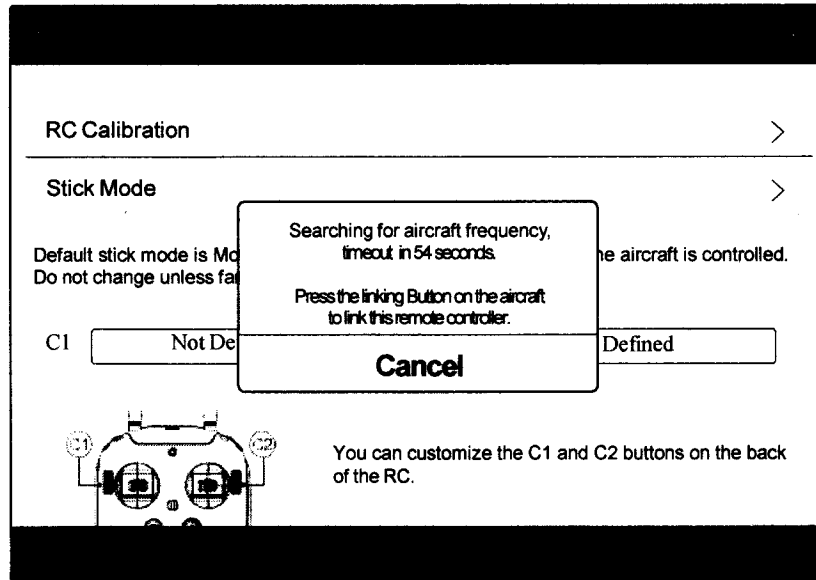 RC Calibration >
Stick Mode >
Searching for aircraft frequency,
timeout in 54 seconds.
Press the linking Button on the aircraft
to link this remote controller.
Cancel
Default stick mode is Mo
he aircraft is controlled.
Do not change unless fa
C1
Not De
Defined
C1
C2
You can customize the C1 and C2 buttons on the back
of the RC.